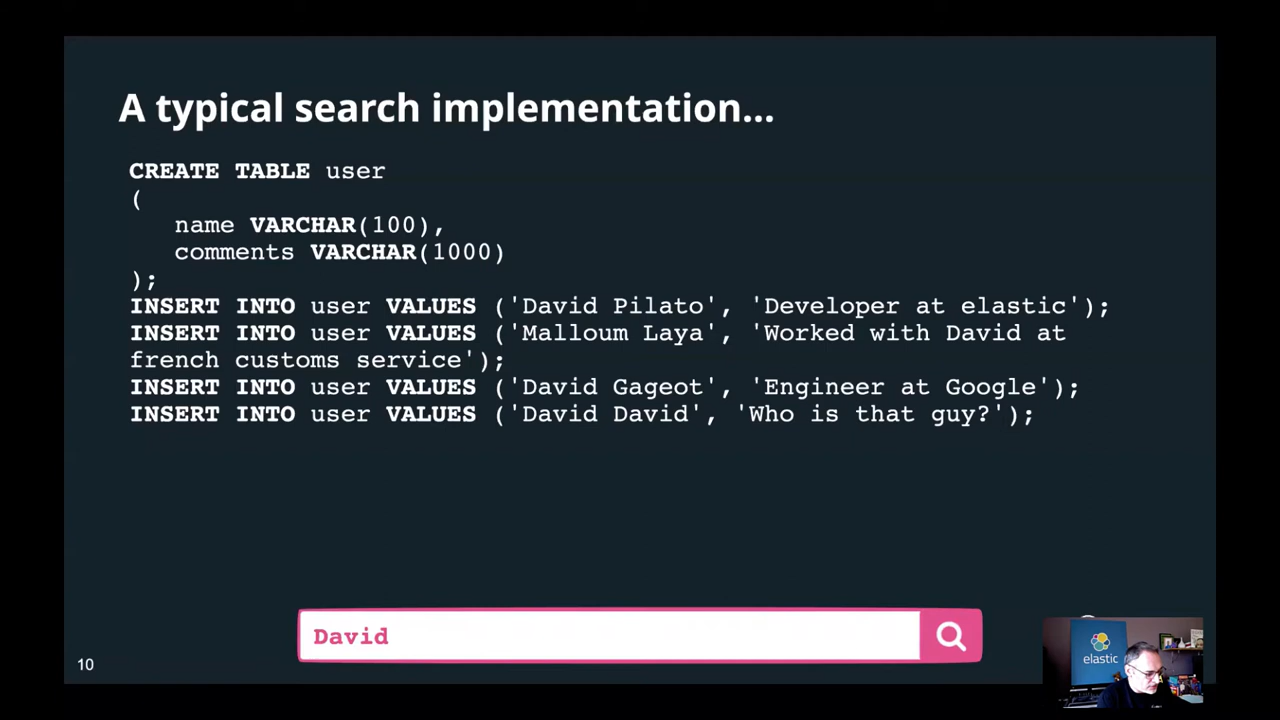 A typical search implementation...
CREATE TABLE user
(
name VARCHAR(100),
comments VARCHAR(1000)
);
INSERT INTO user VALUES ('David Pilato', 'Developer at elastic');
INSERT INTO user VALUES ('Malloum Laya', 'Worked with David at
french customs service');
INSERT INTO user VALUES ('David Gageot', 'Engineer at Google');
INSERT INTO user VALUES ('David David', 'Who is that guy?');
David
10
elastic